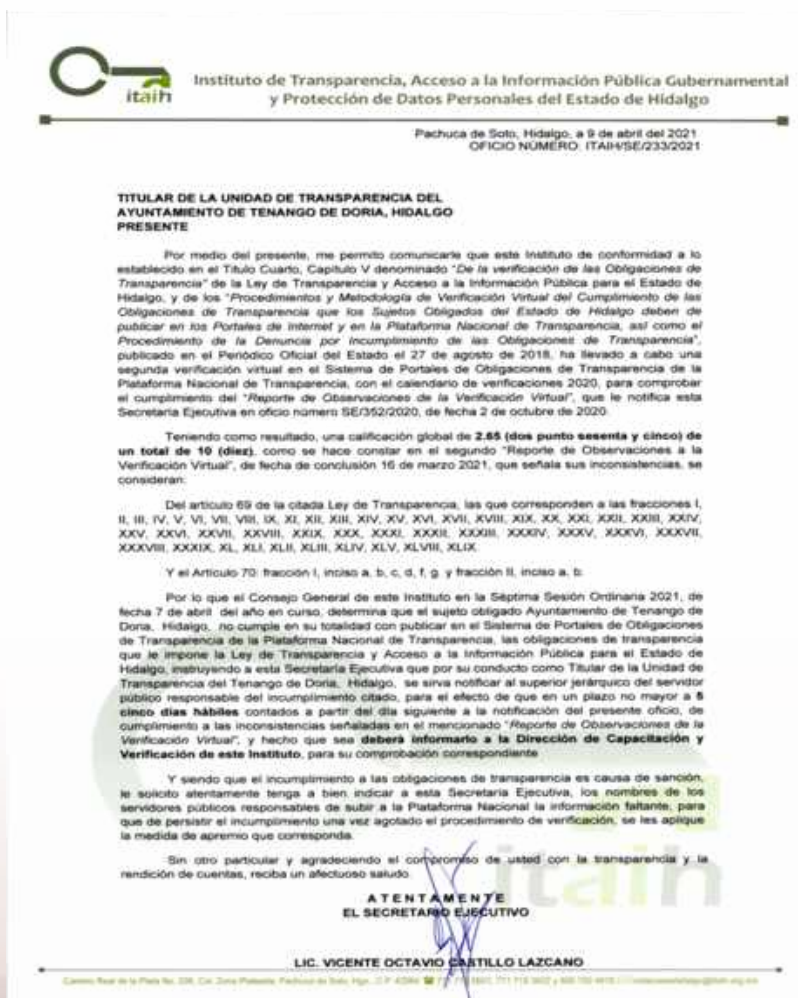 itaih
Instituto de Transparencia, Acceso a la Información Pública Gubernamental
y Protección de Datos Personales del Estado de Hidalgo
Pachuca de Soto, Hidalgo, a 9 de abril del 2021
OFICIO NÚMERO: ITAIH/SE/233/2021
TITULAR DE LA UNIDAD DE TRANSPARENCIA DEL
AYUNTAMIENTO DE TENANGO DE DORIA, HIDALGO
PRESENTE
Por medio del presente, me permito comunicarle que este Instituto de conformidad a lo
establecido en el Título Cuarto, Capítulo V denominado "De la verificación de las Obligaciones de
Transparencia" de la Ley de Transparencia y Acceso a la Información Pública para el Estado de
Hidalgo, y de los "Procedimientos y Metodología de Verificación Virtual del Cumplimiento de las
Obligaciones de Transparencia que los Sujetos Obligados del Estado de Hidalgo deben de
publicar en los Portales de Internet y en la Plataforma Nacional de Transparencia, así como el
Procedimiento de la Denuncia por Incumplimiento de las Obligaciones de Transparencia",
publicado en el Periódico Oficial del Estado el 27 de agosto de 2018, ha llevado a cabo una
segunda verificación virtual en el Sistema de Portales de Obligaciones de Transparencia de la
Plataforma Nacional de Transparencia, con el calendario de verificaciones 2020, para comprobar
el cumplimiento del "Reporte de Observaciones de la Verificación Virtual", que le notifica esta
Secretaria Ejecutiva en oficio número SE/352/2020, de fecha 2 de octubre de 2020.
Teniendo como resultado, una calificación global de 2.65 (dos punto sesenta y cinco) de
un total de 10 (diez), como se hace constar en el segundo "Reporte de Observaciones a la
Verificación Virtual", de fecha de conclusión 16 de marzo 2021, que señala sus inconsistencias, se
consideran:
Del artículo 69 de la citada Ley de Transparencia, las que corresponden a las fracciones I,
II, III, IV, V, VI, VII, VIII, IX, XI, XII, XIII, XIV, XV, XVI, XVII, XVIII, XIX, XX, XXI, XXII, XXIII, XXIV,
XXV, XXVI, XXVII, XXVIII, XXIX, XXX, XXXI, XXXII, XXXIII, XXXIV, XXXV, XXXVI, XXXVII,
XXXVIII, XXXIX, XL, XLI, XLII, XLIII, XLIV, XLV, XLVIII, XLIX.
Y el Artículo 70: fracción I, inciso a, b, c, d, f, g y fracción II, inciso a, b.
Por lo que el Consejo General de este Instituto en la Séptima Sesión Ordinaria 2021, de
fecha 7 de abril del año en curso, determina que el sujeto obligado Ayuntamiento de Tenango de
Doria, Hidalgo, no cumple en su totalidad con publicar en el Sistema de Portales de Obligaciones
de Transparencia de la Plataforma Nacional de Transparencia, las obligaciones de transparencia
que le impone la Ley de Transparencia y Acceso a la Información Pública para el Estado de
Hidalgo, instruyendo a esta Secretaria Ejecutiva que por su conducto como Titular de la Unidad de
Transparencia del Tenango de Doria, Hidalgo, se sirva notificar al superior jerárquico del servidor
público responsable del incumplimiento citado, para el efecto de que en un plazo no mayor a 5
cinco días hábiles contados a partir del día siguiente a la notificación del presente oficio, de
cumplimiento a las inconsistencias señaladas en el mencionado "Reporte de Observaciones de la
Verificación Virtual", y hecho que sea deberá informarlo a la Dirección de Capacitación y
Verificación de este Instituto, para su comprobación correspondiente.
Y siendo que el incumplimiento a las obligaciones de transparencia es causa de sanción,
le solicito atentamente tenga a bien indicar a esta Secretaria Ejecutiva, los nombres de los
servidores públicos responsables de subir a la Plataforma Nacional la información faltante, para
que de persistir el incumplimiento una vez agotado el procedimiento de verificación, se les aplique
la medida de apremio que corresponda.
Sin otro particular y agradeciendo el compromiso de usted con la transparencia y la
rendición de cuentas, reciba un afectuoso saludo.
itaih
ATENTAMENTE
EL SECRETARIO EJECUTIVO
LIC. VICENTE OCTAVIO CASTILLO LAZCANO
Camino Real de la Plata No.